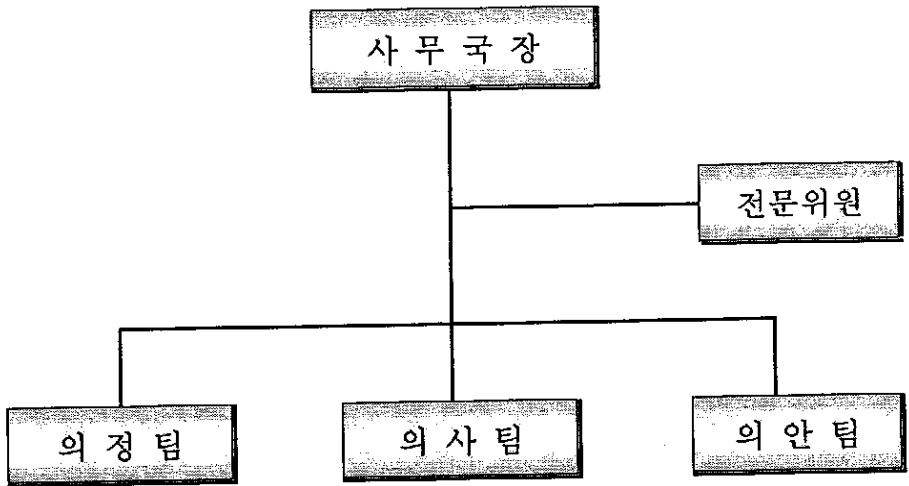 사 무 국 장
전문위원
의 정 팀
의 사 팀
의 안 팀